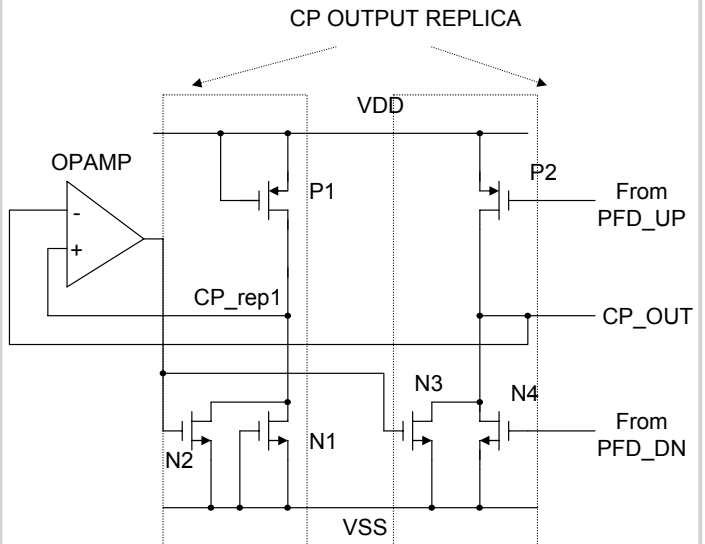 CP OUTPUT REPLICA
VDD
OPAMP
P1
P2
From
PFD_UP
-
+
CP_rep1
CP_OUT
N3
N4
From
PFD_DN
N2
N1
VSS